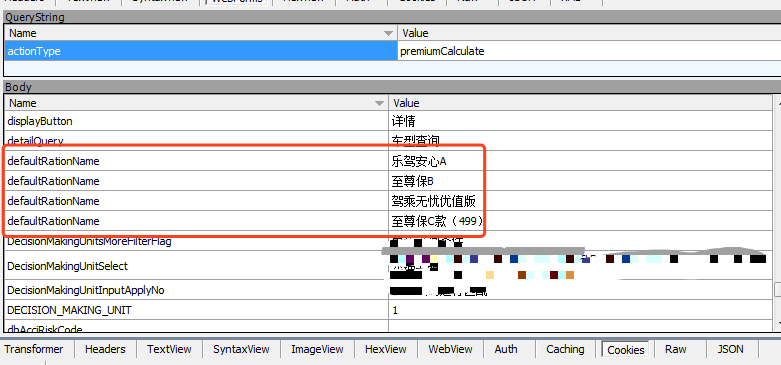 QueryString
Name Value
actionType premiumCalculate
Body
Name Value
displayButton 详情
detailQuery 车型查询
defaultRationName 乐驾安心A
defaultRationName 至尊保B
defaultRationName 驾乘无忧优值版
defaultRationName 至尊保C款（499）
DecisionMakingUnitsMoreFilterFlag
DecisionMakingUnitSelect
DecisionMakingUnitInputApplyNo
DECISION_MAKING_UNIT 1
dbAcciRiskCode
Transformer Headers TextView SyntaxView ImageView HexView WebView Auth Caching Cookies Raw JSON